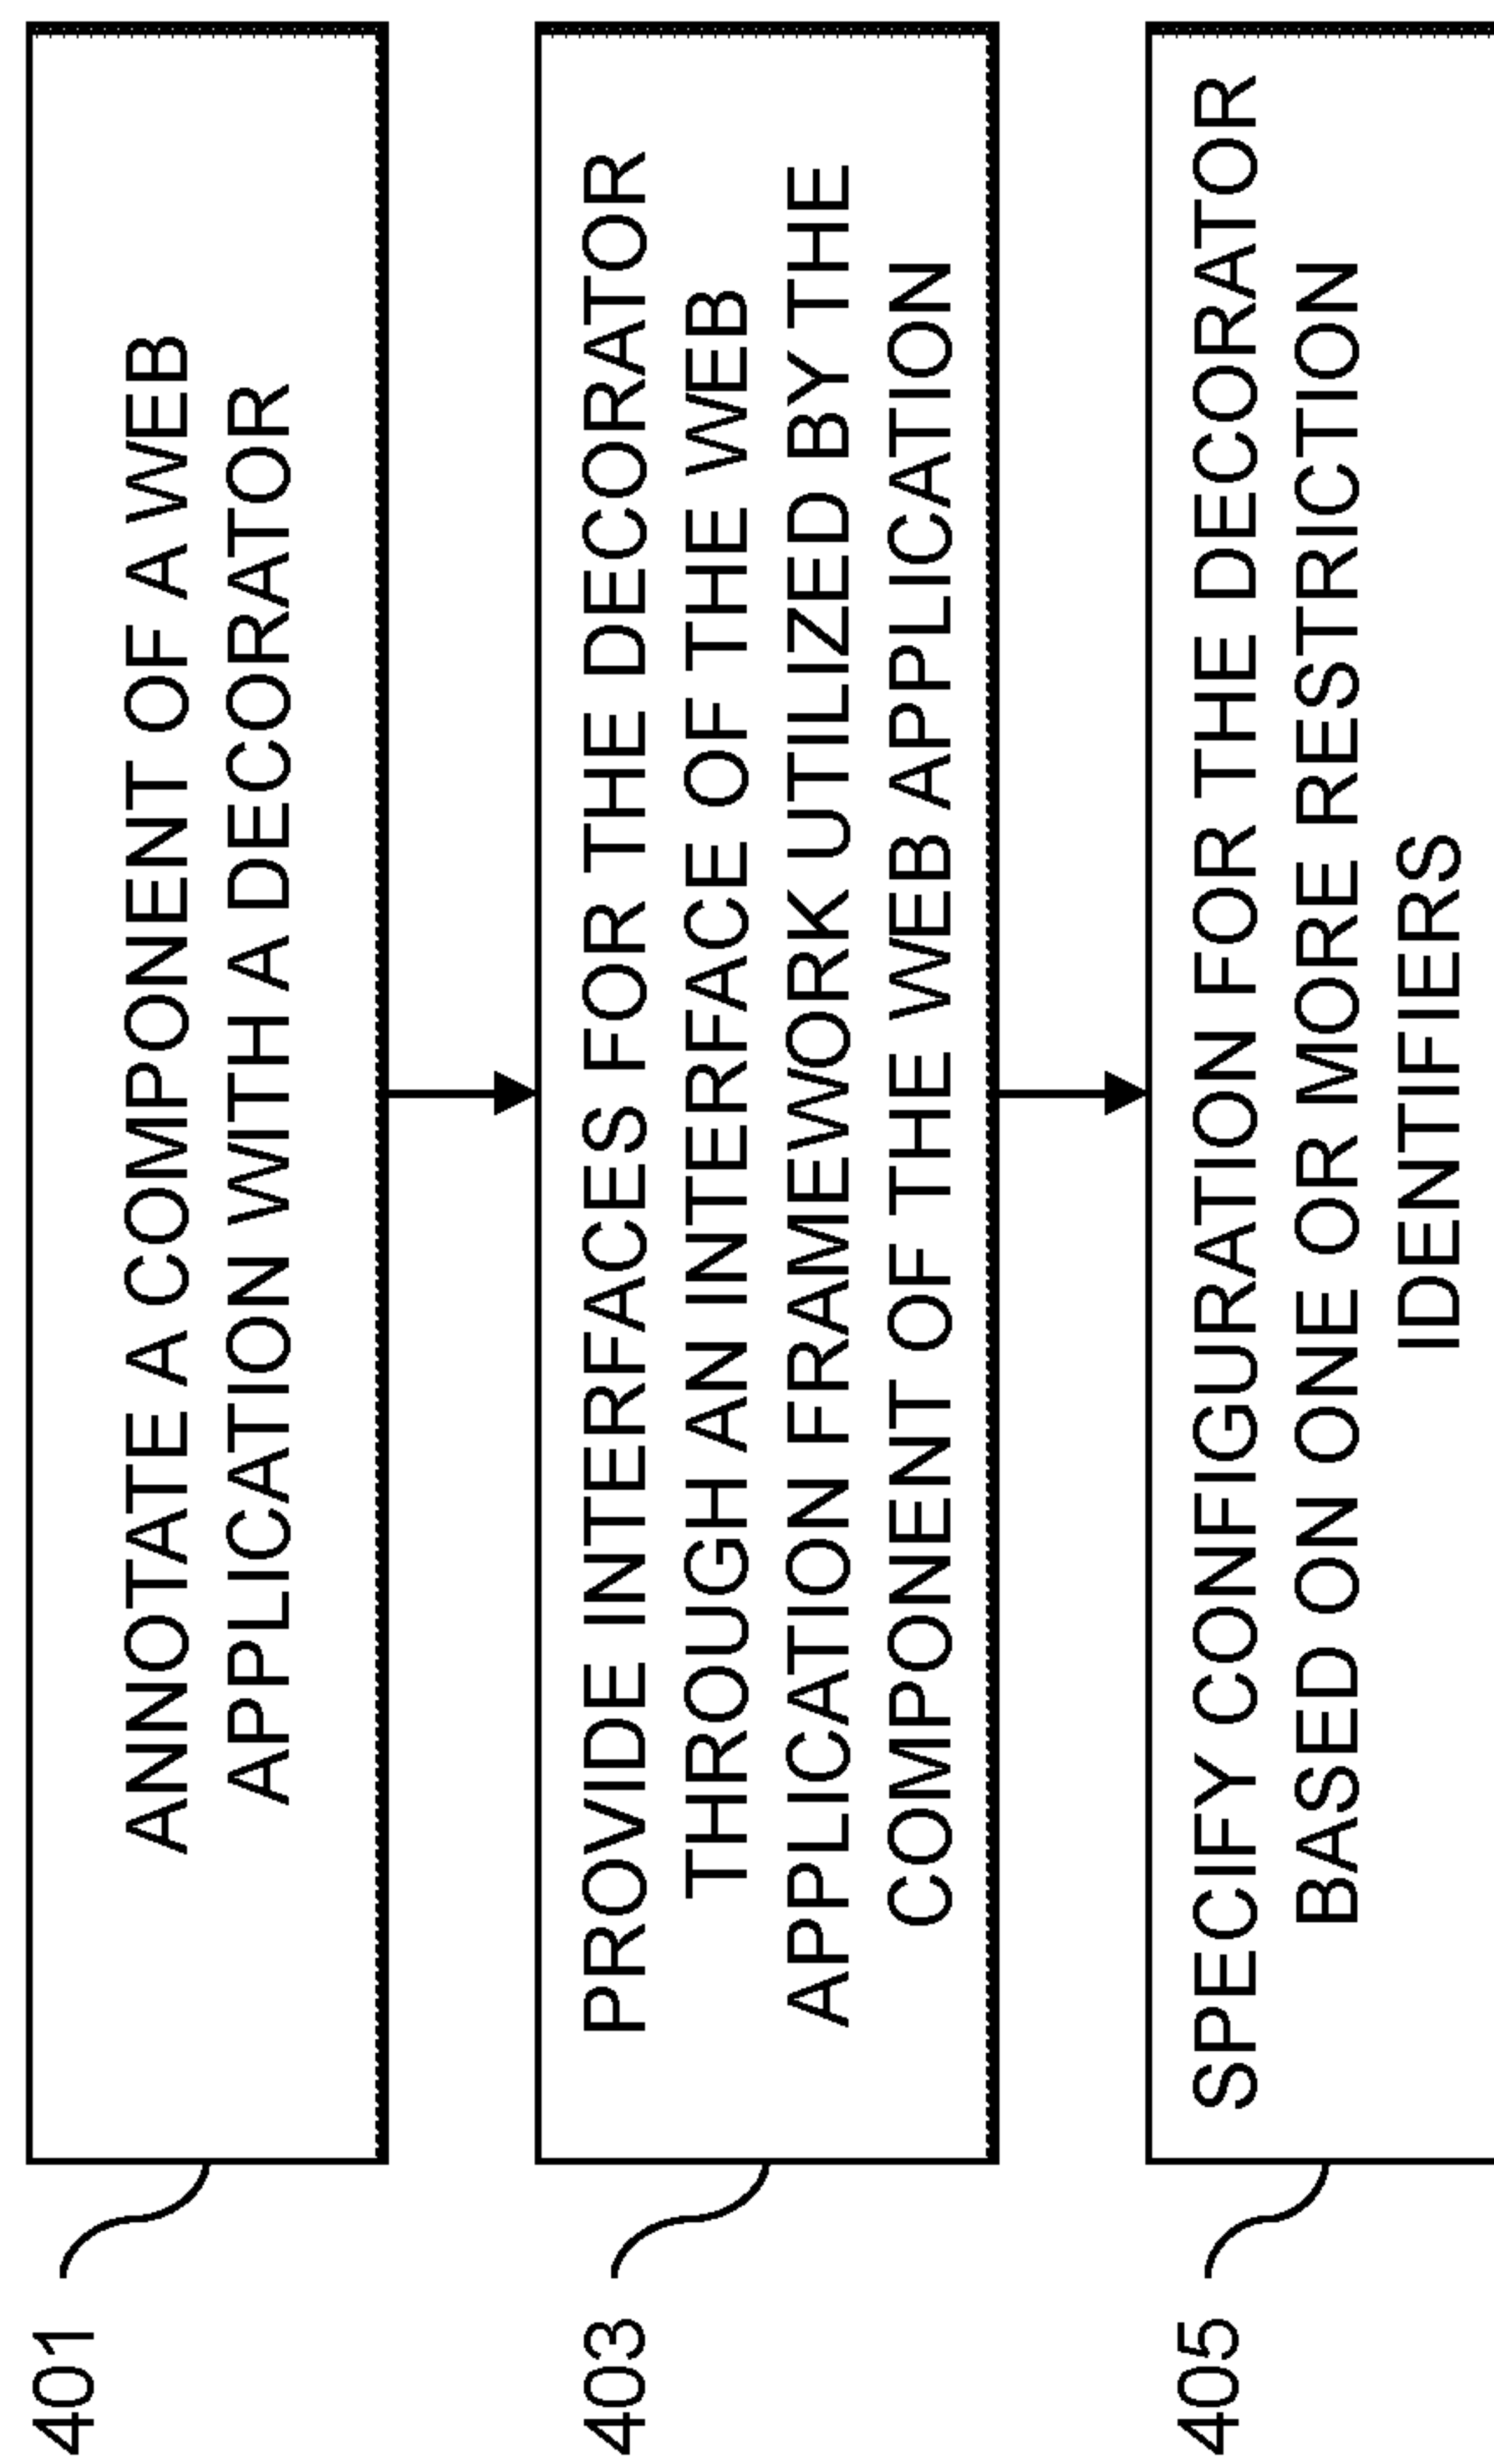 401
ANNOTATE A COMPONENT OF A WEB
APPLICATION WITH A DECORATOR
403
PROVIDE INTERFACES FOR THE DECORATOR
THROUGH AN INTERFACE OF THE WEB
APPLICATION FRAMEWORK UTILIZED BY THE
COMPONENT OF THE WEB APPLICATION
405
SPECIFY CONFIGURATION FOR THE DECORATOR
BASED ON ONE OR MORE RESTRICTION
IDENTIFIERS